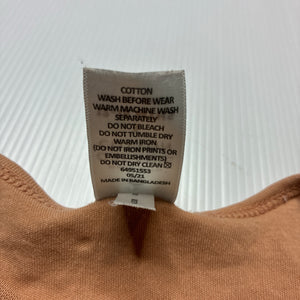 COTTON
WASH BEFORE WEAR
WARM MACHINE WASH
SEPARATELY
DO NOT BLEACH
DO NOT TUMBLE DRY
WARM IRON
(DO NOT IRON PRINTS OR
EMBELLISHMENTS)
DO NOT DRY CLEAN
64951553
05/21
MADE IN BANGLADESH